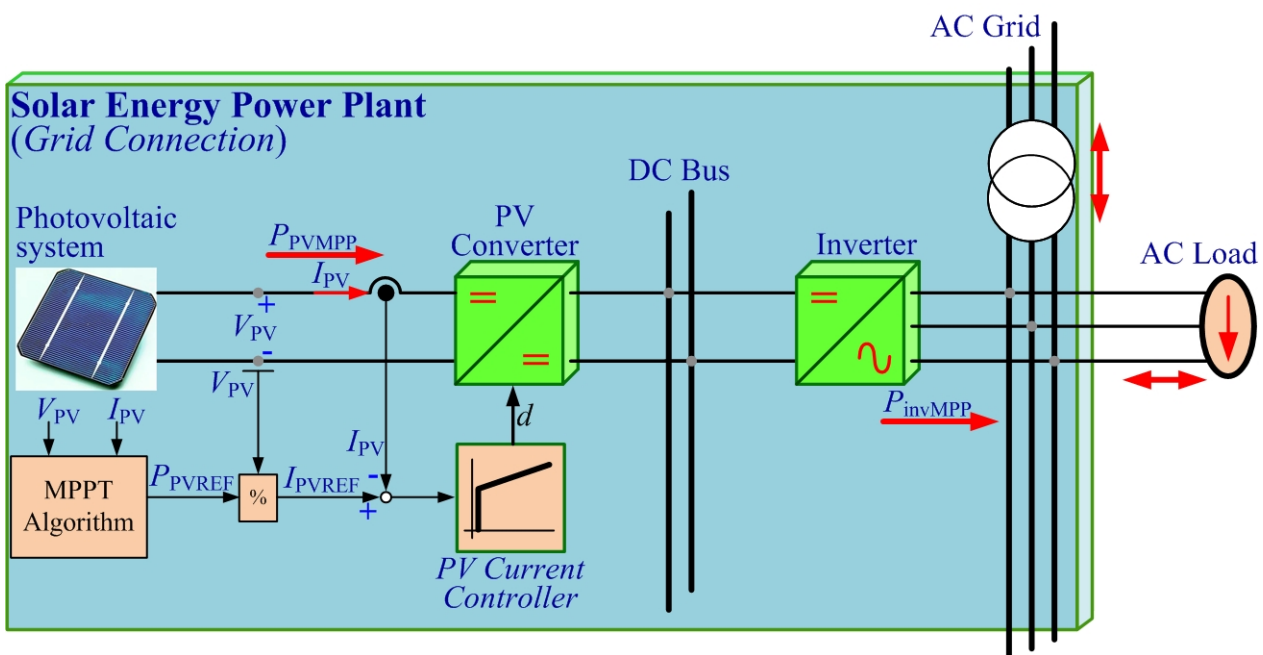 AC Grid
Solar Energy Power Plant
(Grid Connection)
DC Bus
Photovoltaic
system
PPVMPP
IPV
PV
Converter
Inverter
AC Load
=
=
=
+
VPV
-
VPV
VPV
IPV
IPV
d
PinvMPP
MPPT
Algorithm
PPVREF
%
IPVREF
-
+
PV Current
Controller